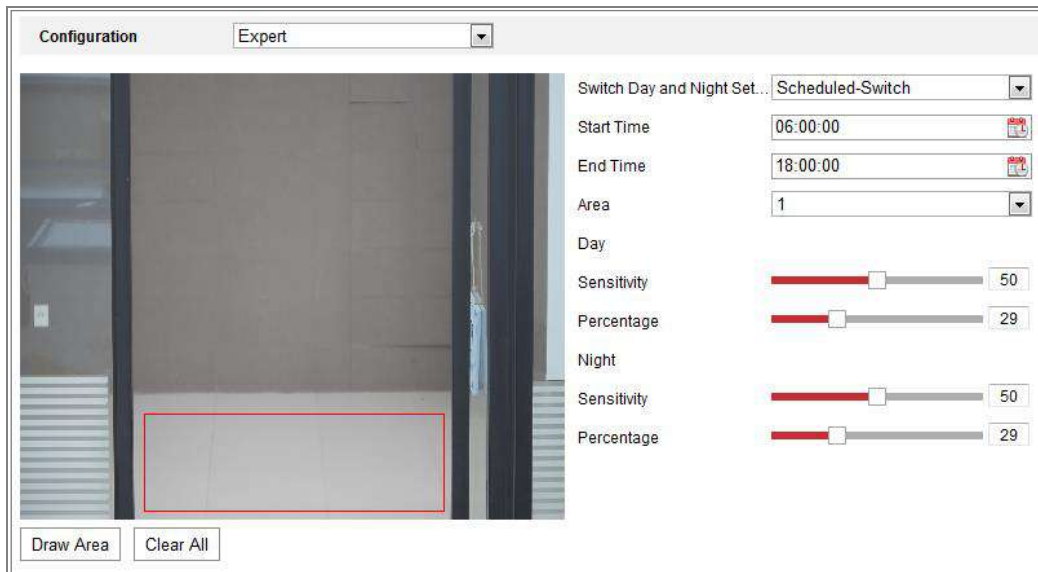 Configuration Expert
Switch Day and Night Set... Scheduled-Switch
Start Time 06:00:00
End Time 18:00:00
Area 1
Day
Sensitivity 50
Percentage 29
Night
Sensitivity 50
Percentage 29
Draw Area Clear All